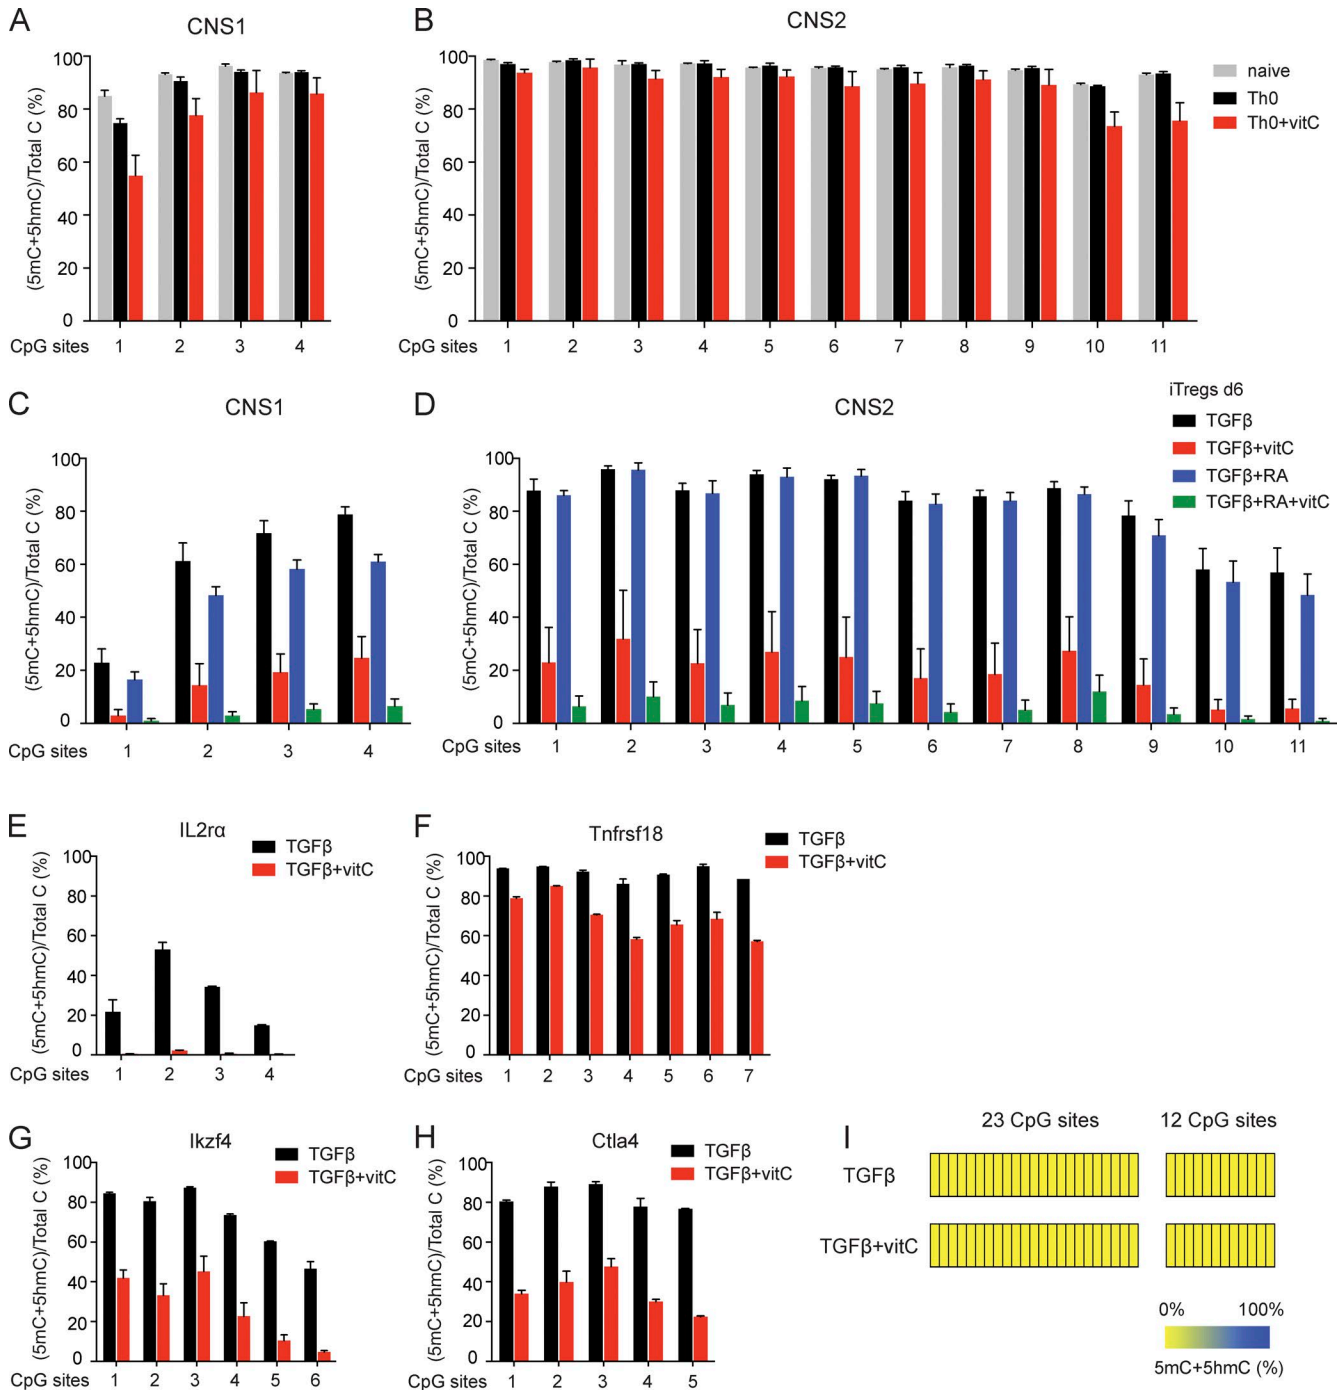 A
CNS1
(5mC+5hmC)/Total C (%)
100
80
60
40
20
0
CpG sites 1 2 3 4
B
CNS2
(5mC+5hmC)/Total C (%)
100
80
60
40
20
0
CpG sites 1 2 3 4 5 6 7 8 9 10 11
naive
Th0
Th0+vitC
C
CNS1
(5mC+5hmC)/Total C (%)
100
80
60
40
20
0
CpG sites 1 2 3 4
D
CNS2
(5mC+5hmC)/Total C (%)
100
80
60
40
20
0
CpG sites 1 2 3 4 5 6 7 8 9 10 11
iTregs d6
TGFβ
TGFβ+vitC
TGFβ+RA
TGFβ+RA+vitC
E
IL2rα
TGFβ
TGFβ+vitC
(5mC+5hmC)/Total C (%)
100
80
60
40
20
0
CpG sites 1 2 3 4
F
Tnfrsf18
TGFβ
TGFβ+vitC
(5mC+5hmC)/Total C (%)
100
80
60
40
20
0
CpG sites 1 2 3 4 5 6 7
G
Ikzf4
TGFβ
TGFβ+vitC
(5mC+5hmC)/Total C (%)
100
80
60
40
20
0
CpG sites 1 2 3 4 5 6
H
Ctla4
TGFβ
TGFβ+vitC
(5mC+5hmC)/Total C (%)
100
80
60
40
20
0
CpG sites 1 2 3 4 5
I
23 CpG sites 12 CpG sites
TGFβ
TGFβ+vitC
0% 100%
5mC+5hmC (%)